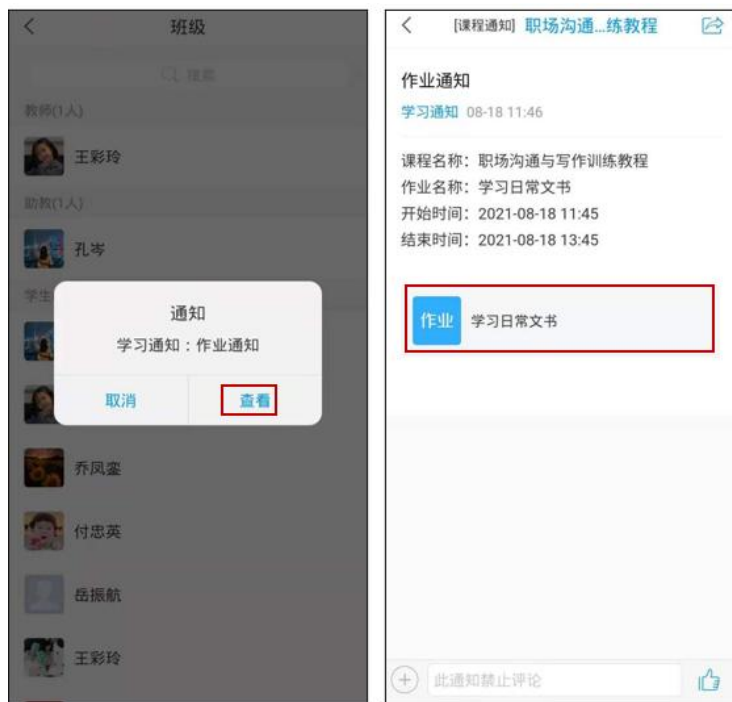 班级
搜索
教师(1人)
王彩玲
助教(1人)
孔岑
学生
通知
学习通知：作业通知
取消
查看
乔凤銮
付忠英
岳振航
王彩玲
[课程通知] 职场沟通...练教程
作业通知
学习通知 08-18 11:46
课程名称：职场沟通与写作训练教程
作业名称：学习日常文书
开始时间：2021-08-18 11:45
结束时间：2021-08-18 13:45
作业 学习日常文书
此通知禁止评论